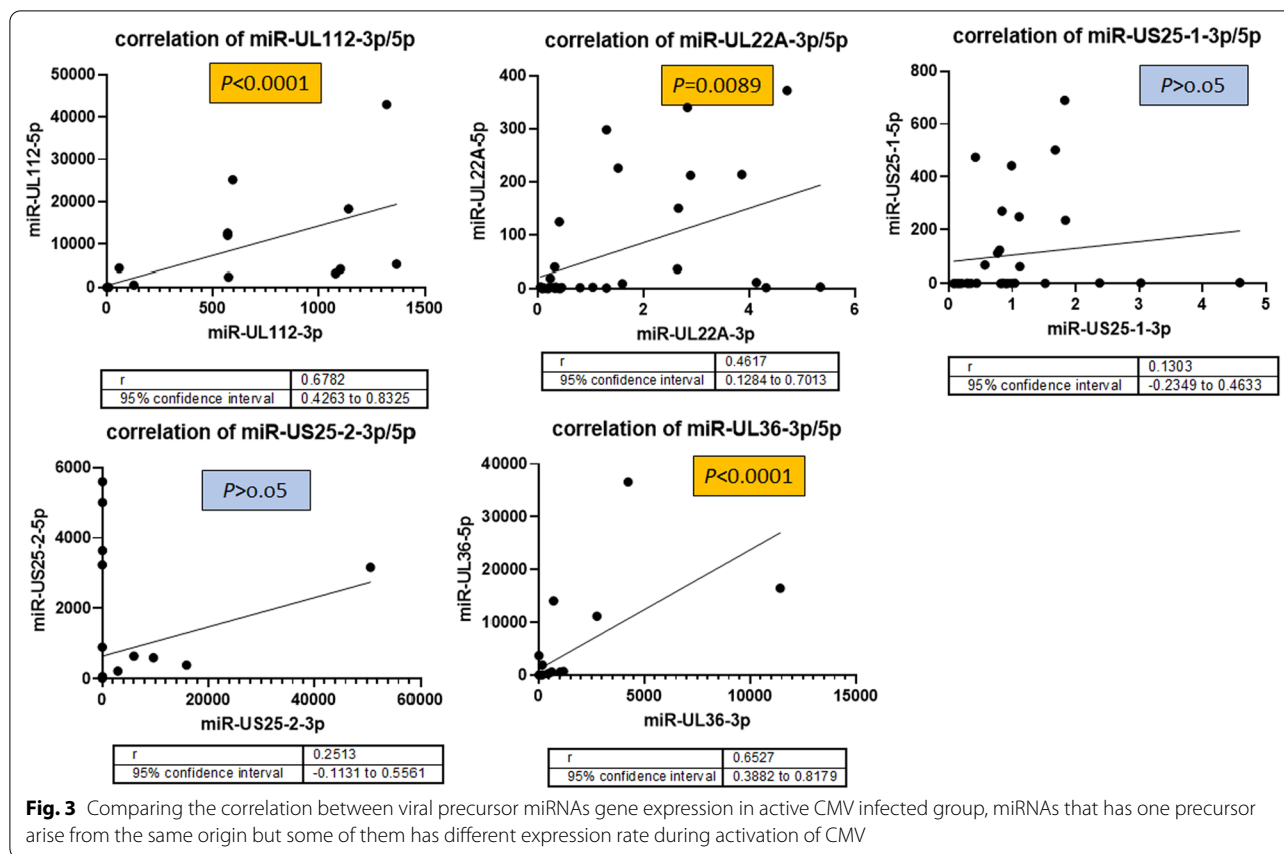 correlation of miR-UL112-3p/5p
P<0.0001
50000
40000
30000
20000
10000
0
miR-UL112-5p
0 500 1000 1500
miR-UL112-3p
r 0.6782
95% confidence interval 0.4263 to 0.8325
correlation of miR-UL22A-3p/5p
P=0.0089
400
300
200
100
0
miR-UL22A-5p
0 2 4 6
miR-UL22A-3p
r 0.4617
95% confidence interval 0.1284 to 0.7013
correlation of miR-US25-1-3p/5p
P>o.o5
800
600
400
200
0
miR-US25-1-5p
0 1 2 3 4 5
miR-US25-1-3p
r 0.1303
95% confidence interval -0.2349 to 0.4633
correlation of miR-US25-2-3p/5p
P>o.o5
6000
4000
2000
0
miR-US25-2-5p
0 20000 40000 60000
miR-US25-2-3p
r 0.2513
95% confidence interval -0.1131 to 0.5561
correlation of miR-UL36-3p/5p
P<0.0001
40000
30000
20000
10000
0
miR-UL36-5p
0 5000 10000 15000
miR-UL36-3p
r 0.6527
95% confidence interval 0.3882 to 0.8179
Fig. 3 Comparing the correlation between viral precursor miRNAs gene expression in active CMV infected group, miRNAs that has one precursor
arise from the same origin but some of them has different expression rate during activation of CMV